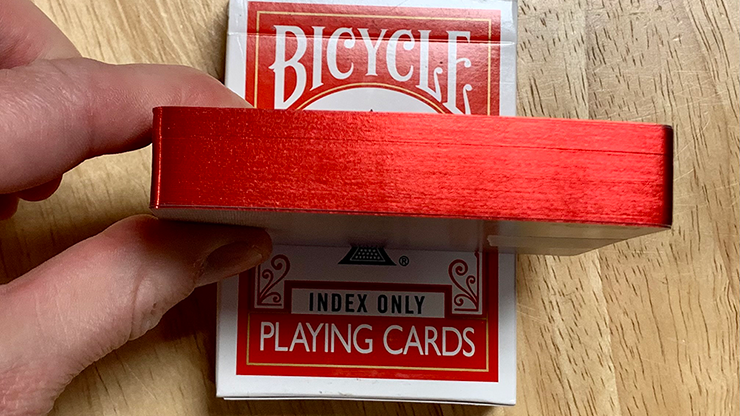 BICYCLE
®
INDEX ONLY
PLAYING CARDS